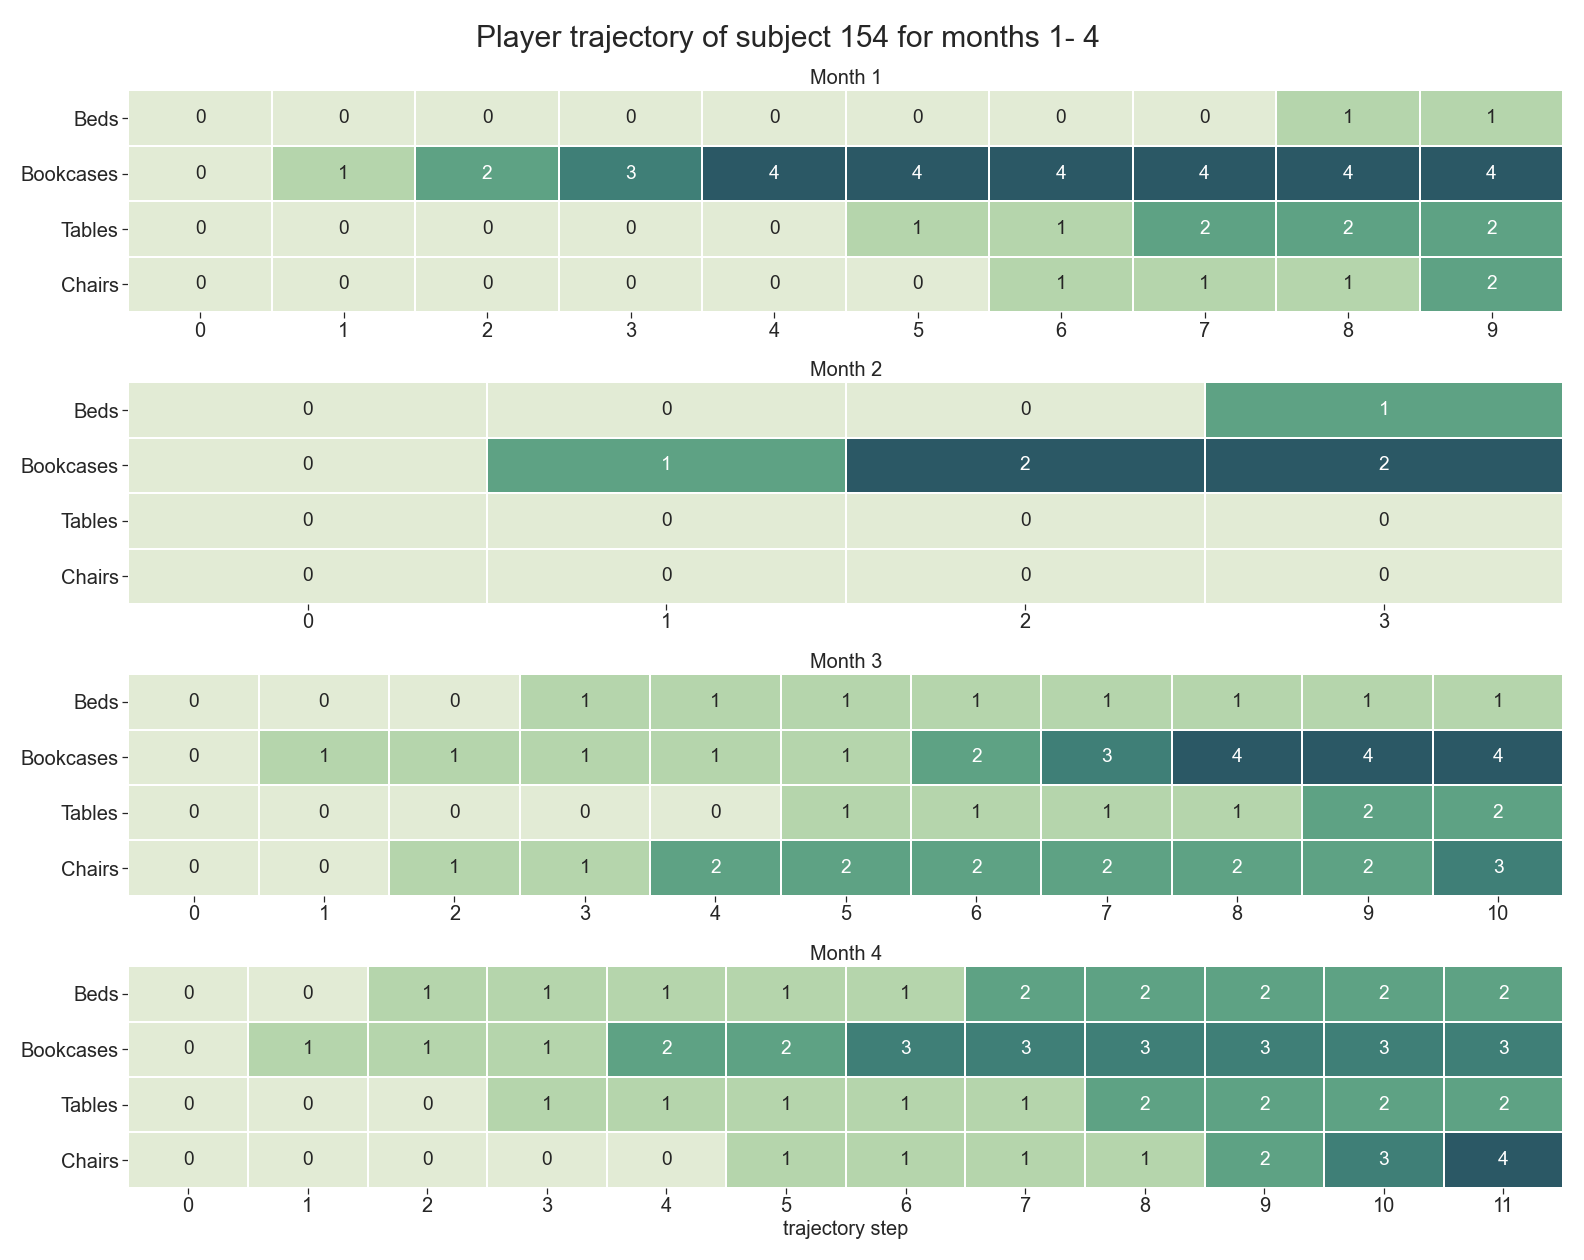 Player trajectory of subject 154 for months 1- 4
Month 1
Beds 0 0 0 0 0 0 0 0 1 1
Bookcases 0 1 2 3 4 4 4 4 4 4
Tables 0 0 0 0 0 1 1 2 2 2
Chairs 0 0 0 0 0 0 1 1 1 2
0 1 2 3 4 5 6 7 8 9
Month 2
Beds 0 0 0 1
Bookcases 0 1 2 2
Tables 0 0 0 0
Chairs 0 0 0 0
0 1 2 3
Month 3
Beds 0 0 0 1 1 1 1 1 1 1 1
Bookcases 0 1 1 1 1 1 2 3 4 4 4
Tables 0 0 0 0 0 1 1 1 1 2 2
Chairs 0 0 1 1 2 2 2 2 2 2 3
0 1 2 3 4 5 6 7 8 9 10
Month 4
Beds 0 0 1 1 1 1 1 2 2 2 2 2
Bookcases 0 1 1 1 2 2 3 3 3 3 3 3
Tables 0 0 0 1 1 1 1 1 2 2 2 2
Chairs 0 0 0 0 0 1 1 1 1 2 3 4
0 1 2 3 4 5 6 7 8 9 10 11
trajectory step